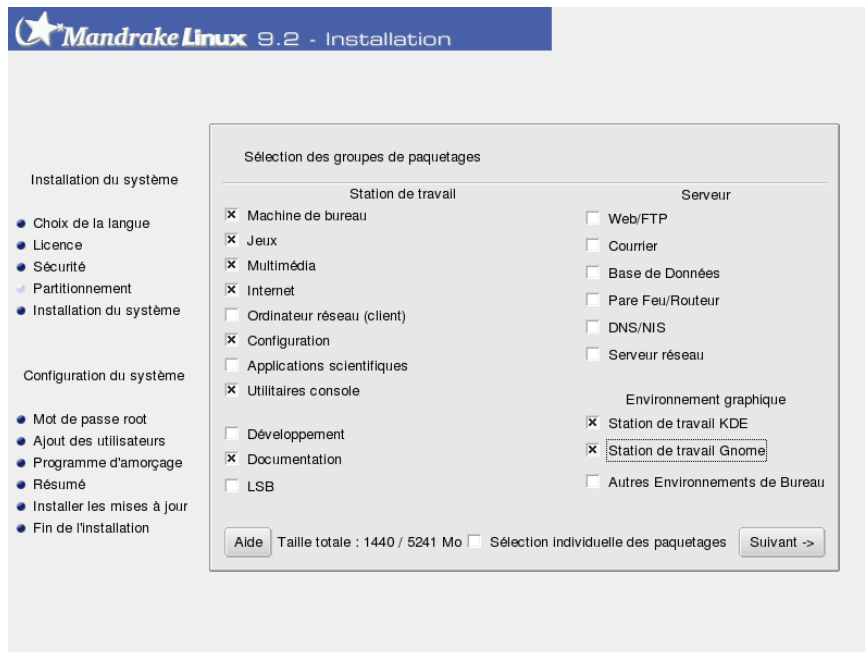 MandrakeLinux 9.2 - Installation
Installation du système
Choix de la langue
Licence
Sécurité
Partitionnement
Installation du système
Configuration du système
Mot de passe root
Ajout des utilisateurs
Programme d'amorçage
Résumé
Installer les mises à jour
Fin de l'installation
Sélection des groupes de paquetages
Station de travail
Machine de bureau
Jeux
Multimédia
Internet
Ordinateur réseau (client)
Configuration
Applications scientifiques
Utilitaires console
Développement
Documentation
LSB
Serveur
Web/FTP
Courrier
Base de Données
Pare Feu/Routeur
DNS/NIS
Serveur réseau
Environnement graphique
Station de travail KDE
Station de travail Gnome
Autres Environnements de Bureau
Aide Taille totale : 1440 / 5241 Mo Sélection individuelle des paquetages Suivant ->